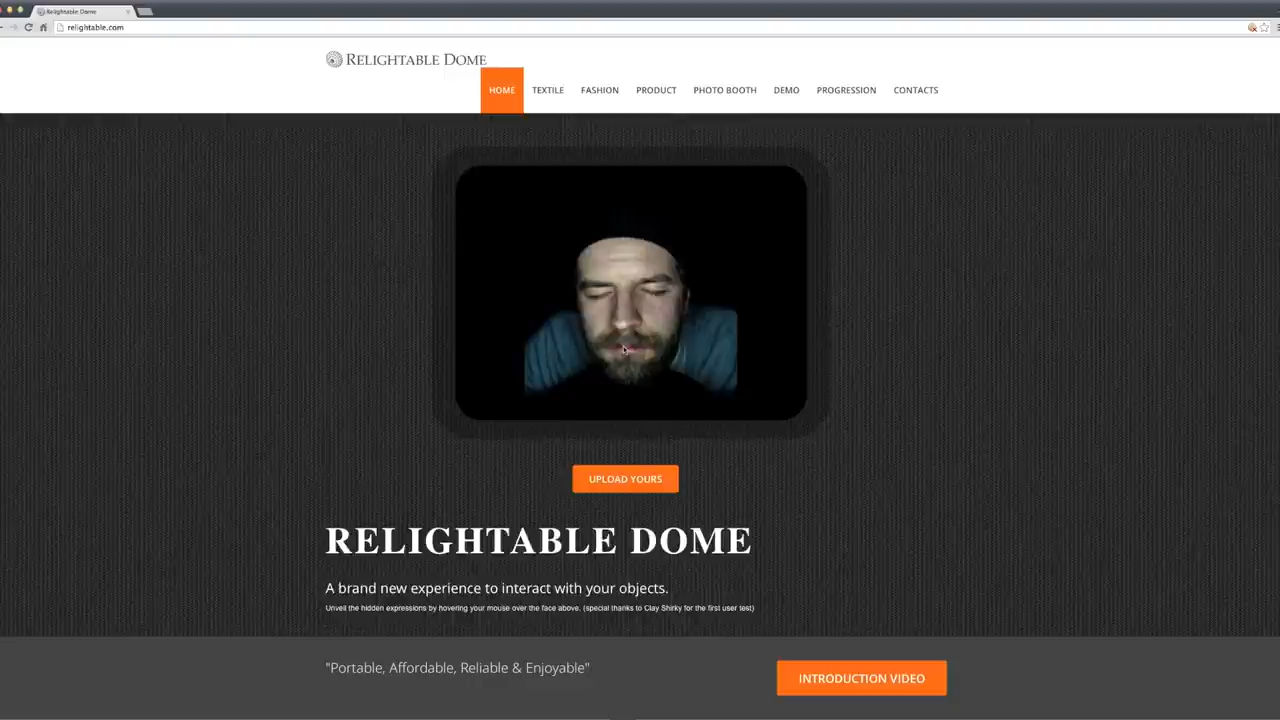 Relightable Dome
relightable.com
RELIGHTABLE DOME
HOME TEXTILE FASHION PRODUCT PHOTO BOOTH DEMO PROGRESSION CONTACTS
UPLOAD YOURS
RELIGHTABLE DOME
A brand new experience to interact with your objects.
Unveil the hidden expressions by hovering your mouse over the face above. (special thanks to Clay Shirky for the first user test)
"Portable, Affordable, Reliable & Enjoyable"
INTRODUCTION VIDEO